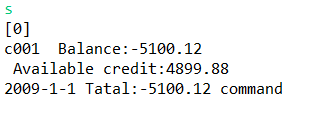 s
[0]
c001  Balance:-5100.12
 Available credit:4899.88
2009-1-1 Tatal:-5100.12 command